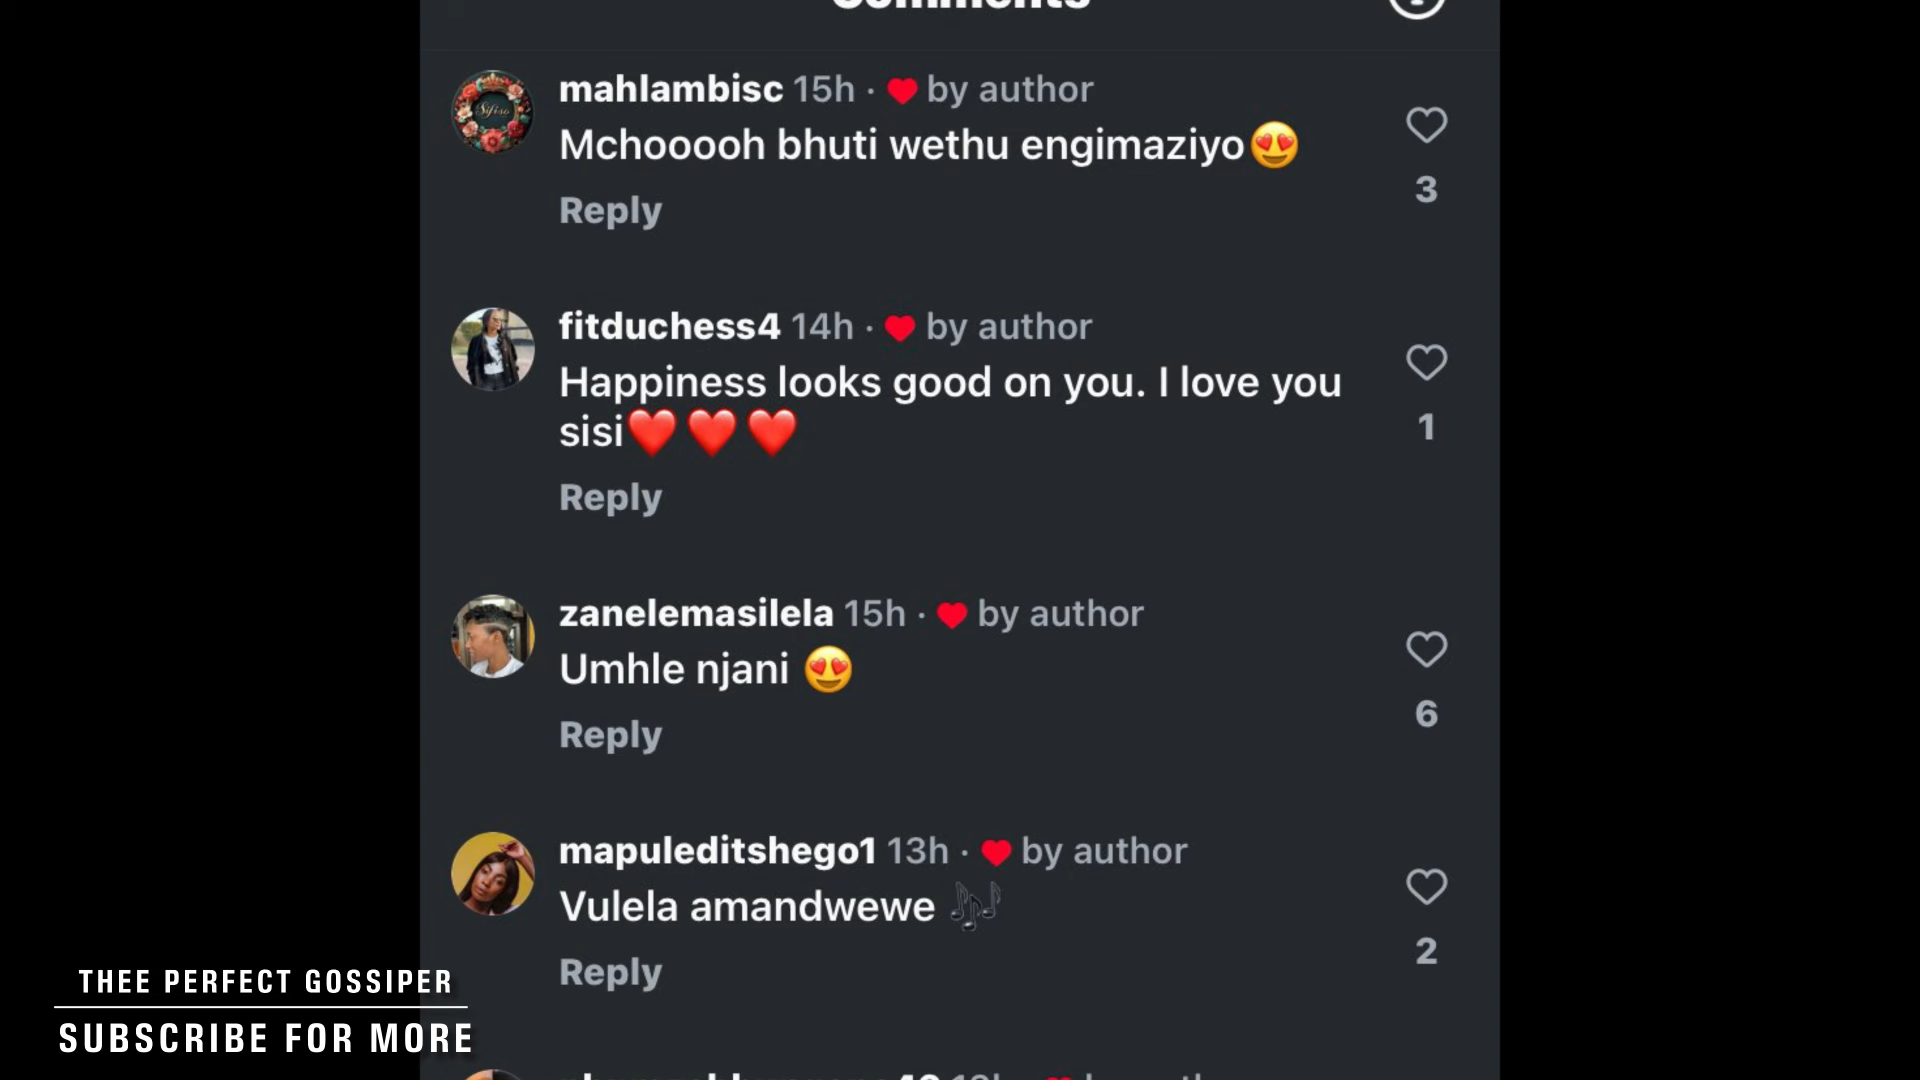 Comments
mahlambisc 15h · ❤ by author
Mchooooh bhuti wethu engimaziyo😍
3
Reply
fitduchess4 14h · ❤ by author
Happiness looks good on you. I love you
sisi❤️❤️❤️
1
Reply
zanelemasilela 15h · ❤ by author
Umhle njani 😍
6
Reply
mapuleditshego1 13h · ❤ by author
Vulela amandwewe 🎶
2
Reply
THEE PERFECT GOSSIPER
SUBSCRIBE FOR MORE